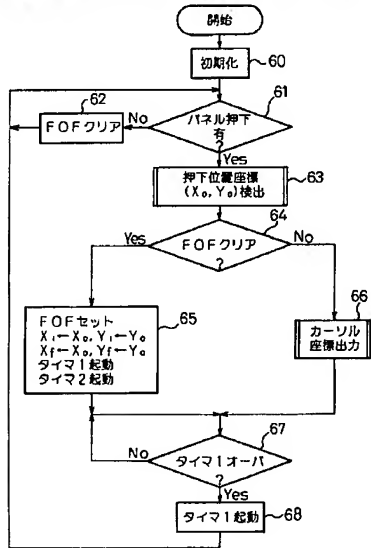 開始
初期化
60
61
62
パネル押下
有
?
No
FOFクリア
Yes
押下位置座標
(X₀, Y₀)検出
63
64
FOFクリア
?
Yes
No
65
FOFセット
X₁←X₀, Y₁←Y₀
Xf←X₀, Yf←Y₀
タイマ1起動
タイマ2起動
66
カーソル
座標出力
67
タイマ1オーバ
?
No
Yes
タイマ1起動
68